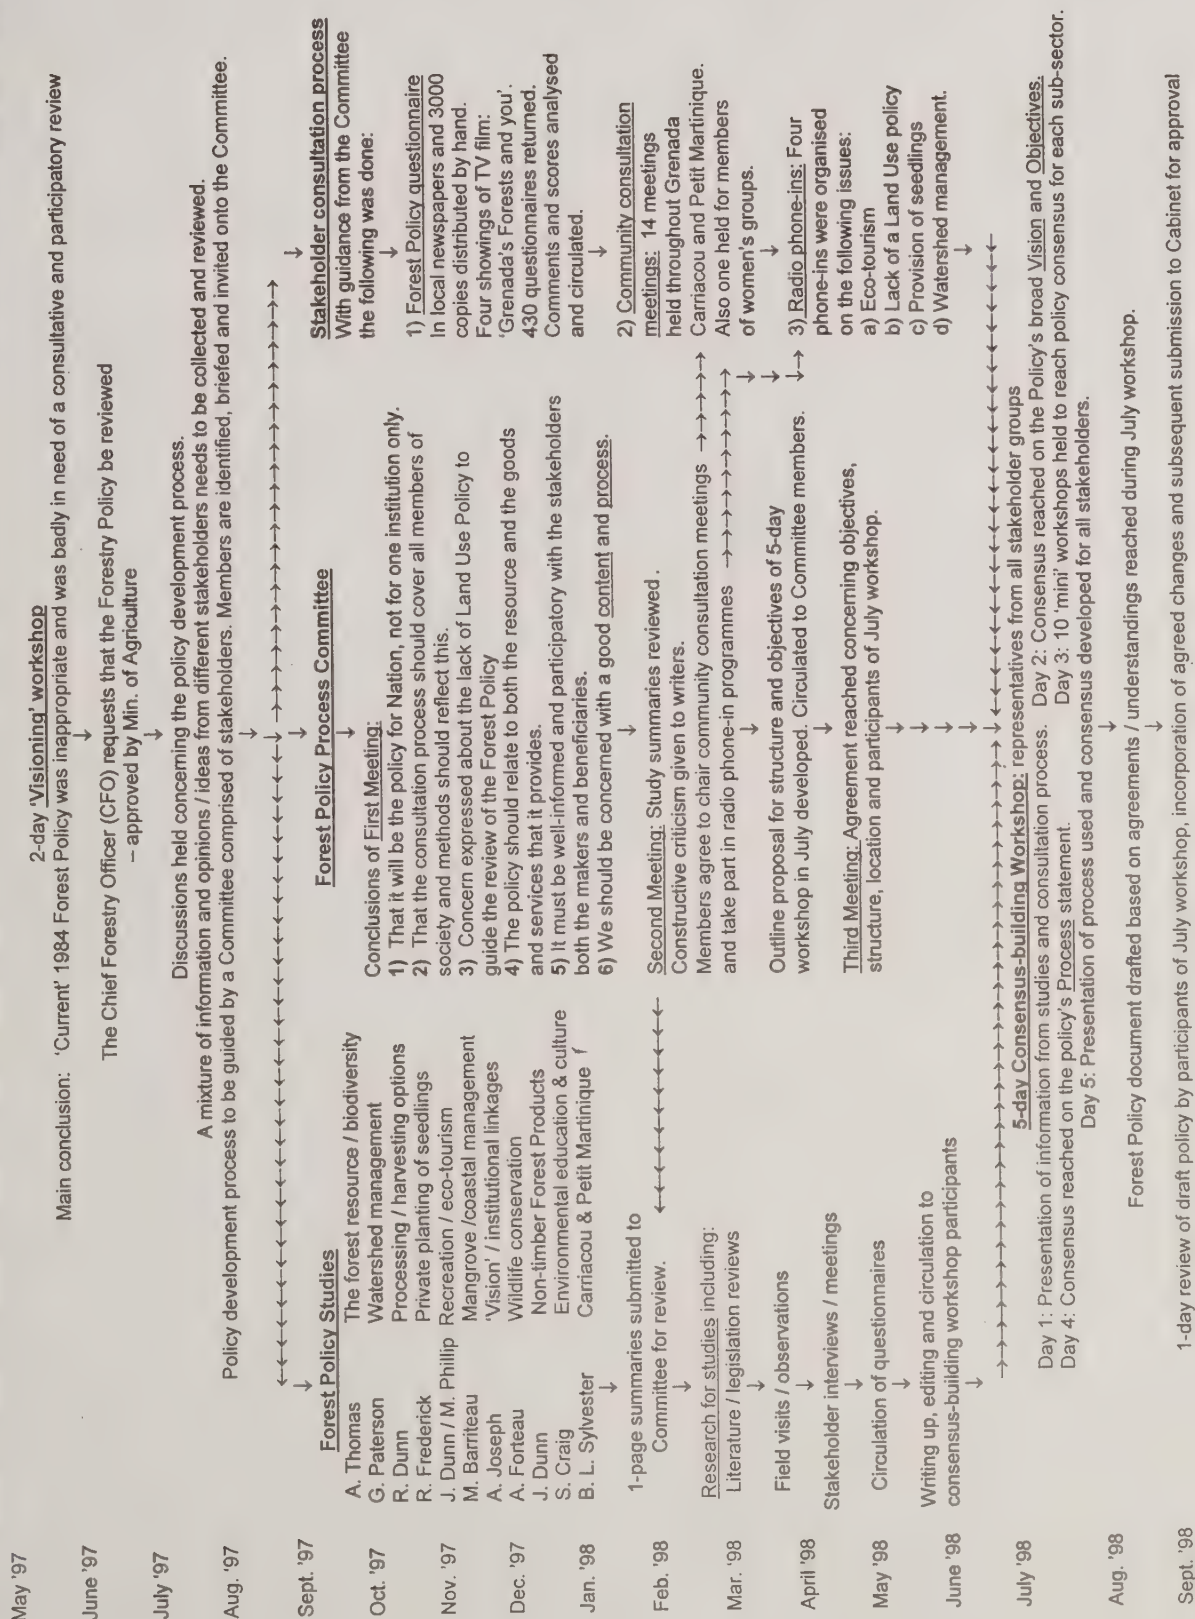 May '97
2-day 'Visioning' workshop
Main conclusion: 'Current' 1984 Forest Policy was inappropriate and was badly in need of a consultative and participatory review
↓
June '97
The Chief Forestry Officer (CFO) requests that the Forestry Policy be reviewed
– approved by Min. of Agriculture
↓
July '97
Discussions held concerning the policy development process.
A mixture of information and opinions / ideas from different stakeholders needs to be collected and reviewed.
Aug. '97
Policy development process to be guided by a Committee comprised of stakeholders. Members are identified, briefed and invited onto the Committee.
↓
Sept. '97
Forest Policy Studies
Oct. '97
A. Thomas The forest resource / biodiversity
G. Paterson Watershed management
R. Dunn Processing / harvesting options
R. Frederick Private planting of seedlings
Nov. '97
J. Dunn / M. Phillip Recreation / eco-tourism
M. Barriteau Mangrove /coastal management
A. Joseph 'Vision' / institutional linkages
Dec. '97
A. Forteau Wildlife conservation
J. Dunn Non-timber Forest Products
S. Craig Environmental education & culture
Jan. '98
B. L. Sylvester Carriacou & Petit Martinique f
↓
1-page summaries submitted to
Feb. '98
Committee for review.
↓
Research for studies including:
Mar. '98
Literature / legislation reviews
↓
Field visits / observations
April '98
↓
Stakeholder interviews / meetings
↓
May '98
Circulation of questionnaires
↓
Writing up, editing and circulation to
June '98
consensus-building workshop participants
↓
Forest Policy Process Committee
↓
Conclusions of First Meeting:
1) That it will be the policy for Nation, not for one institution only.
2) That the consultation process should cover all members of
society and methods should reflect this.
3) Concern expressed about the lack of Land Use Policy to
guide the review of the Forest Policy
4) The policy should relate to both the resource and the goods
and services that it provides.
5) It must be well-informed and participatory with the stakeholders
both the makers and beneficiaries.
6) We should be concerned with a good content and process.
↓
Second Meeting: Study summaries reviewed .
Constructive criticism given to writers.
Members agree to chair community consultation meetings →→→→→→
and take part in radio phone-in programmes →→→→→→→→→
↓
Outline proposal for structure and objectives of 5-day
workshop in July developed. Circulated to Committee members.
↓
Third Meeting: Agreement reached concerning objectives,
structure, location and participants of July workshop.
↓
Stakeholder consultation process
With guidance from the Committee
the following was done:
↓
1) Forest Policy questionnaire
In local newspapers and 3000
copies distributed by hand.
Four showings of TV film:
'Grenada's Forests and you'.
430 questionnaires returned.
Comments and scores analysed
and circulated.
↓
2) Community consultation
meetings: 14 meetings
held throughout Grenada
Carriacou and Petit Martinique.
Also one held for members
of women's groups.
↓
3) Radio phone-ins: Four
phone-ins were organised
on the following issues:
a) Eco-tourism
b) Lack of a Land Use policy
c) Provision of seedlings
d) Watershed management.
↓
July '98
5-day Consensus-building Workshop: representatives from all stakeholder groups
Day 1: Presentation of information from studies and consultation process. Day 2: Consensus reached on the Policy's broad Vision and Objectives.
Day 4: Consensus reached on the policy's Process statement. Day 3: 10 'mini' workshops held to reach policy consensus for each sub-sector.
Day 5: Presentation of process used and consensus developed for all stakeholders.
↓
Aug. '98
Forest Policy document drafted based on agreements / understandings reached during July workshop.
↓
Sept. '98
1-day review of draft policy by participants of July workshop, incorporation of agreed changes and subsequent submission to Cabinet for approval